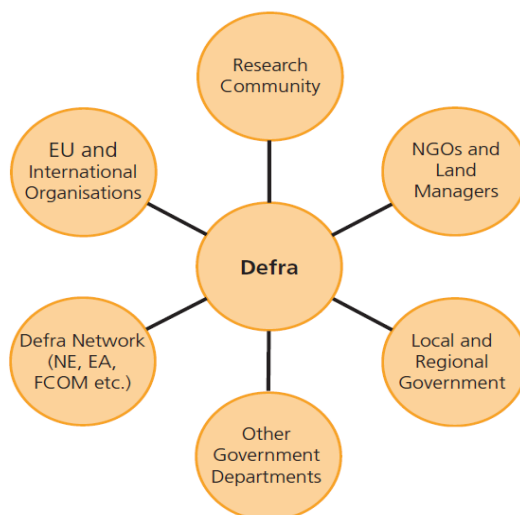 Research
Community
EU and
International
Organisations
NGOs and
Land
Managers
Defra
Defra Network
(NE, EA,
FCOM etc.)
Local and
Regional
Government
Other
Government
Departments